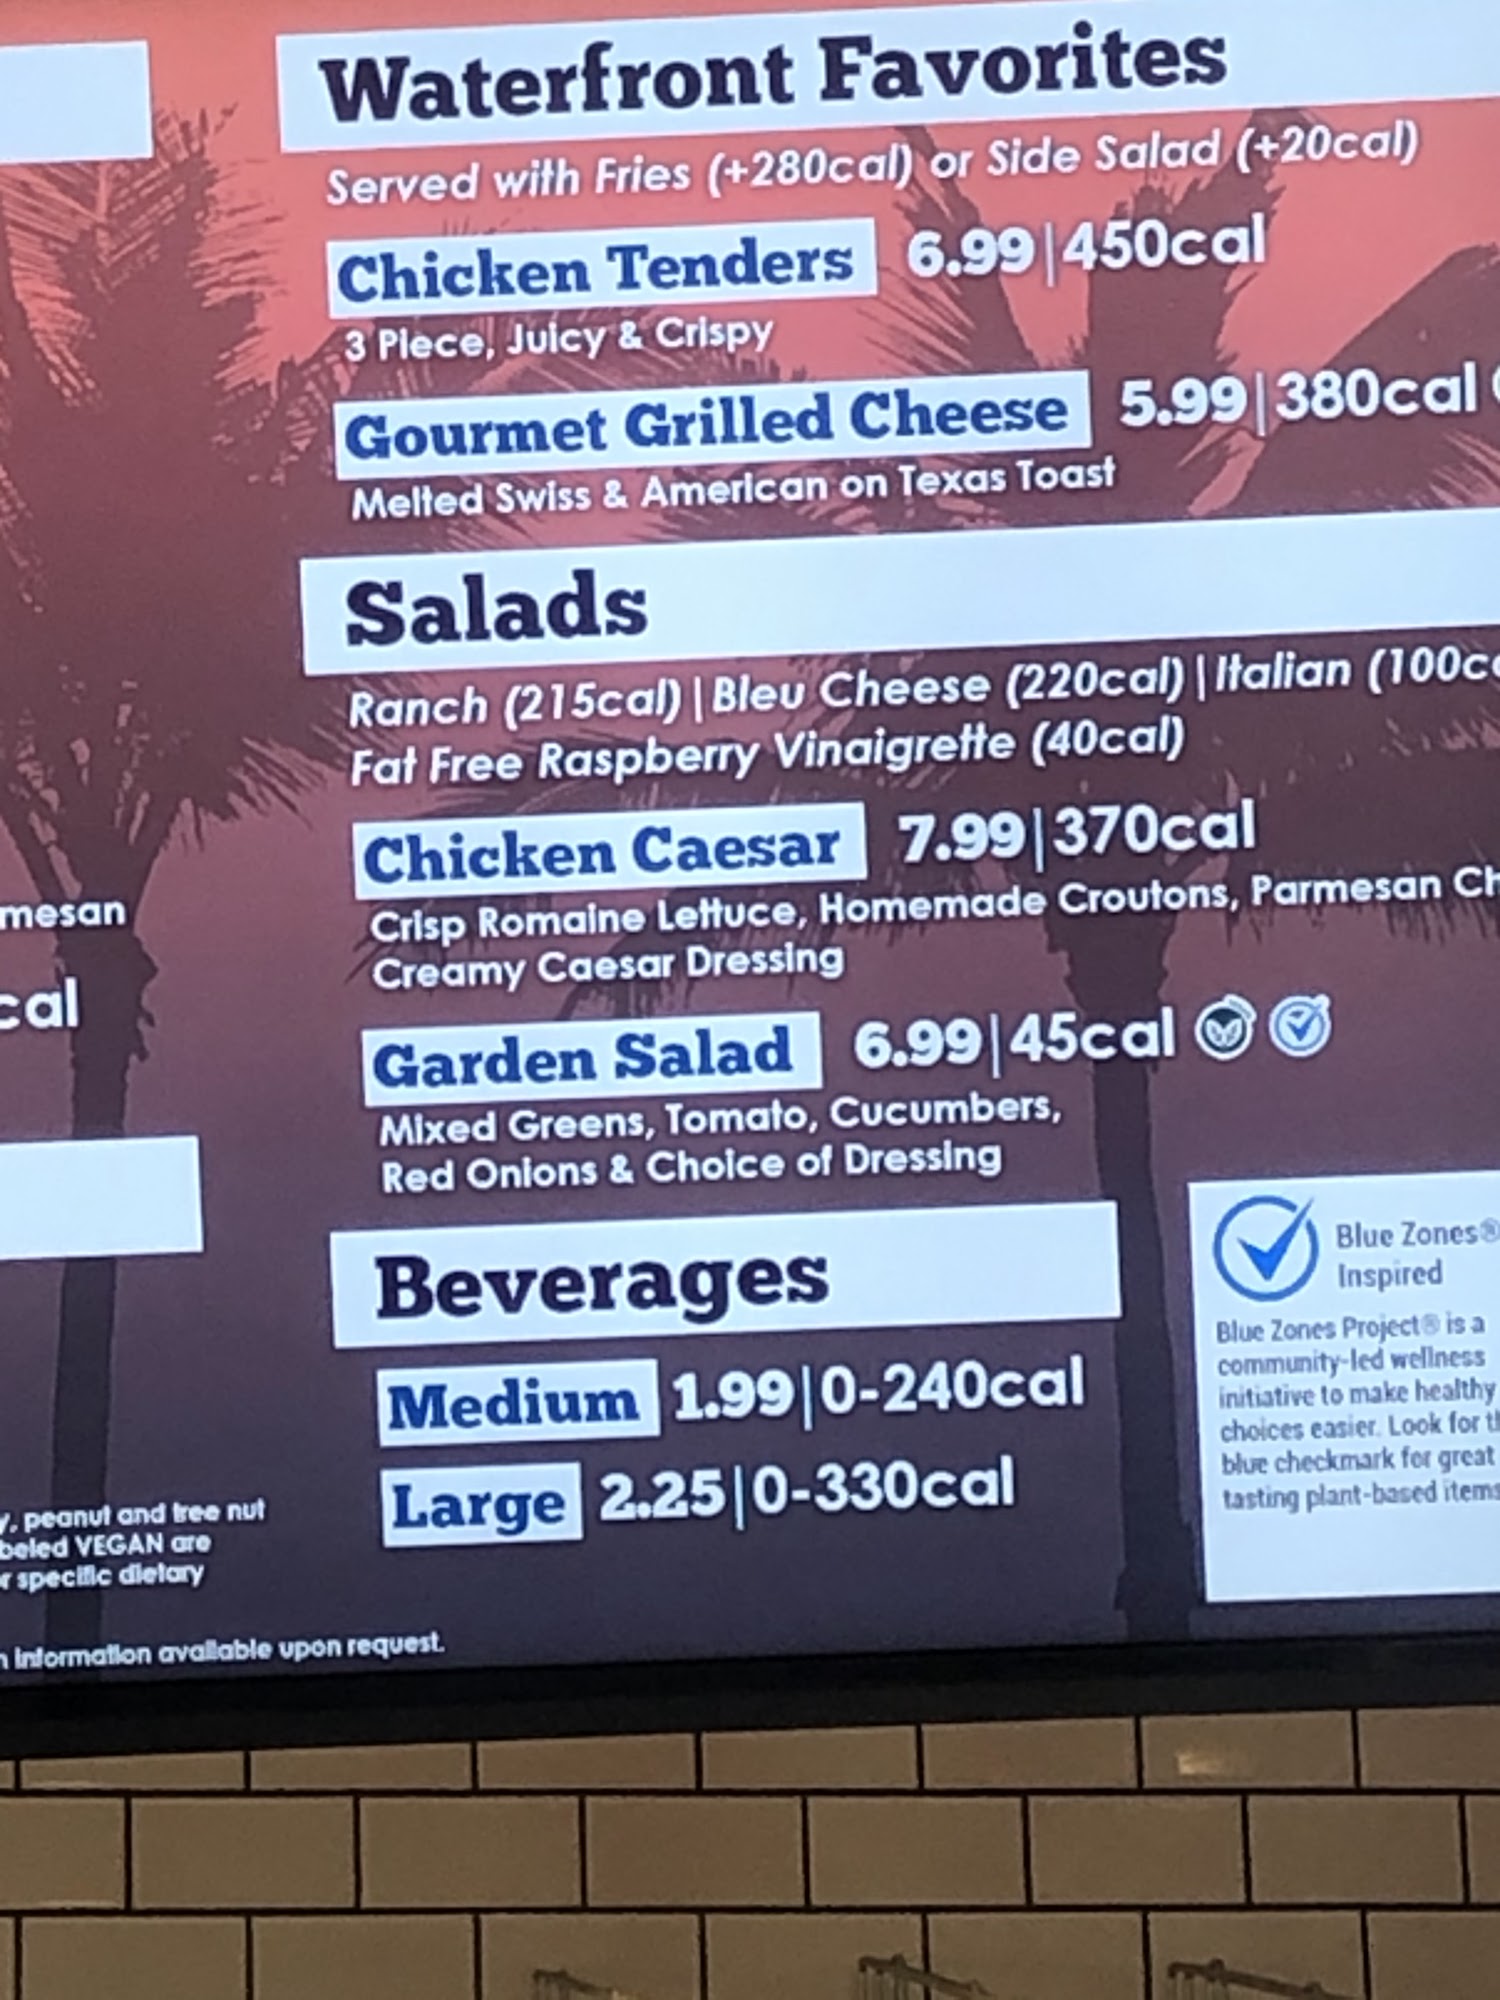 Waterfront Favorites
Served with Fries (+280cal) or Side Salad (+20cal)
Chicken Tenders 6.99|450cal
3 Piece, Juicy & Crispy
Gourmet Grilled Cheese 5.99|380cal
Melted Swiss & American on Texas Toast
Salads
Ranch (215cal)|Bleu Cheese (220cal)|Italian (100c
Fat Free Raspberry Vinaigrette (40cal)
Chicken Caesar 7.99|370cal
Crisp Romaine Lettuce, Homemade Croutons, Parmesan Ch
Creamy Caesar Dressing
Garden Salad 6.99|45cal
Mixed Greens, Tomato, Cucumbers,
Red Onions & Choice of Dressing
Beverages
Medium 1.99|0-240cal
Large 2.25|0-330cal
mesan
cal
y, peanut and tree nut
beled VEGAN are
r specific dietary
n information available upon request.
Blue Zones®
Inspired
Blue Zones Project® is a
community-led wellness
initiative to make healthy
choices easier. Look for th
blue checkmark for great
tasting plant-based items